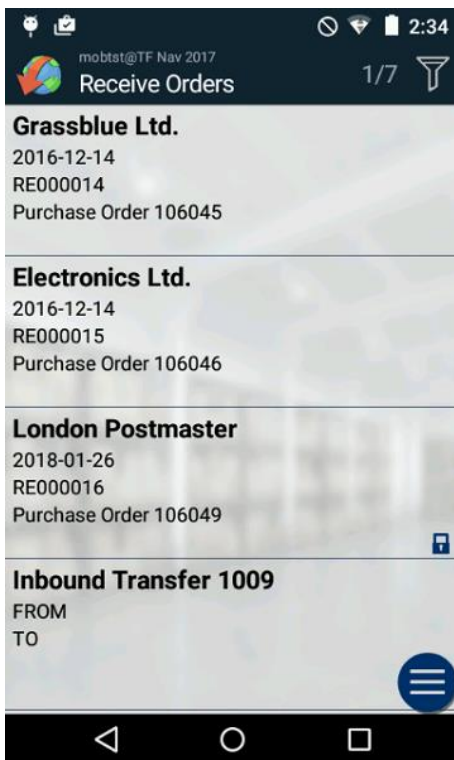 2:34
mobtst@TF Nav 2017
Receive Orders
1/7
Grassblue Ltd.
2016-12-14
RE000014
Purchase Order 106045
Electronics Ltd.
2016-12-14
RE000015
Purchase Order 106046
London Postmaster
2018-01-26
RE000016
Purchase Order 106049
Inbound Transfer 1009
FROM
TO